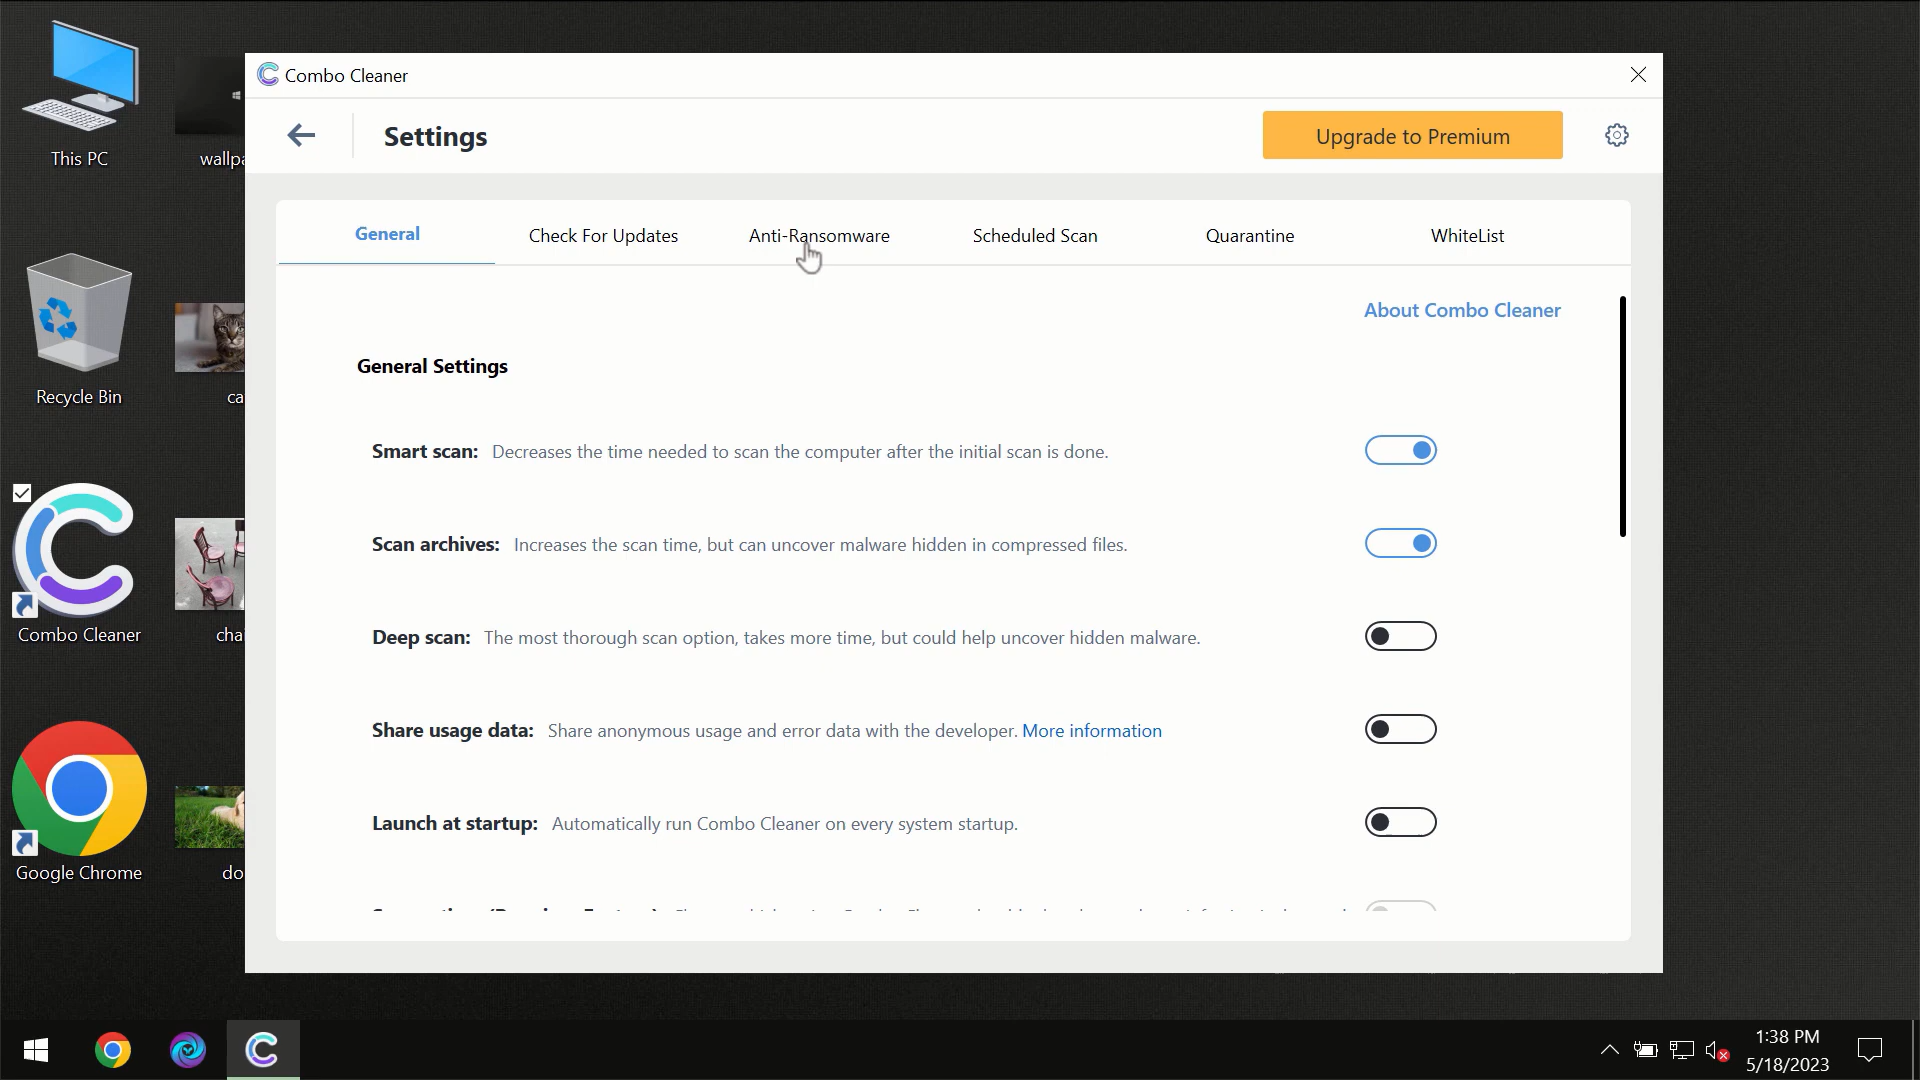 Combo Cleaner
Settings
Upgrade to Premium
General
Check For Updates
Anti-Ransomware
Scheduled Scan
Quarantine
WhiteList
About Combo Cleaner
General Settings
Smart scan: Decreases the time needed to scan the computer after the initial scan is done.
Scan archives: Increases the scan time, but can uncover malware hidden in compressed files.
Deep scan: The most thorough scan option, takes more time, but could help uncover hidden malware.
Share usage data: Share anonymous usage and error data with the developer. More information
Launch at startup: Automatically run Combo Cleaner on every system startup.
This PC
wallpa
Recycle Bin
ca
Combo Cleaner
chai
Google Chrome
do
1:38 PM
5/18/2023